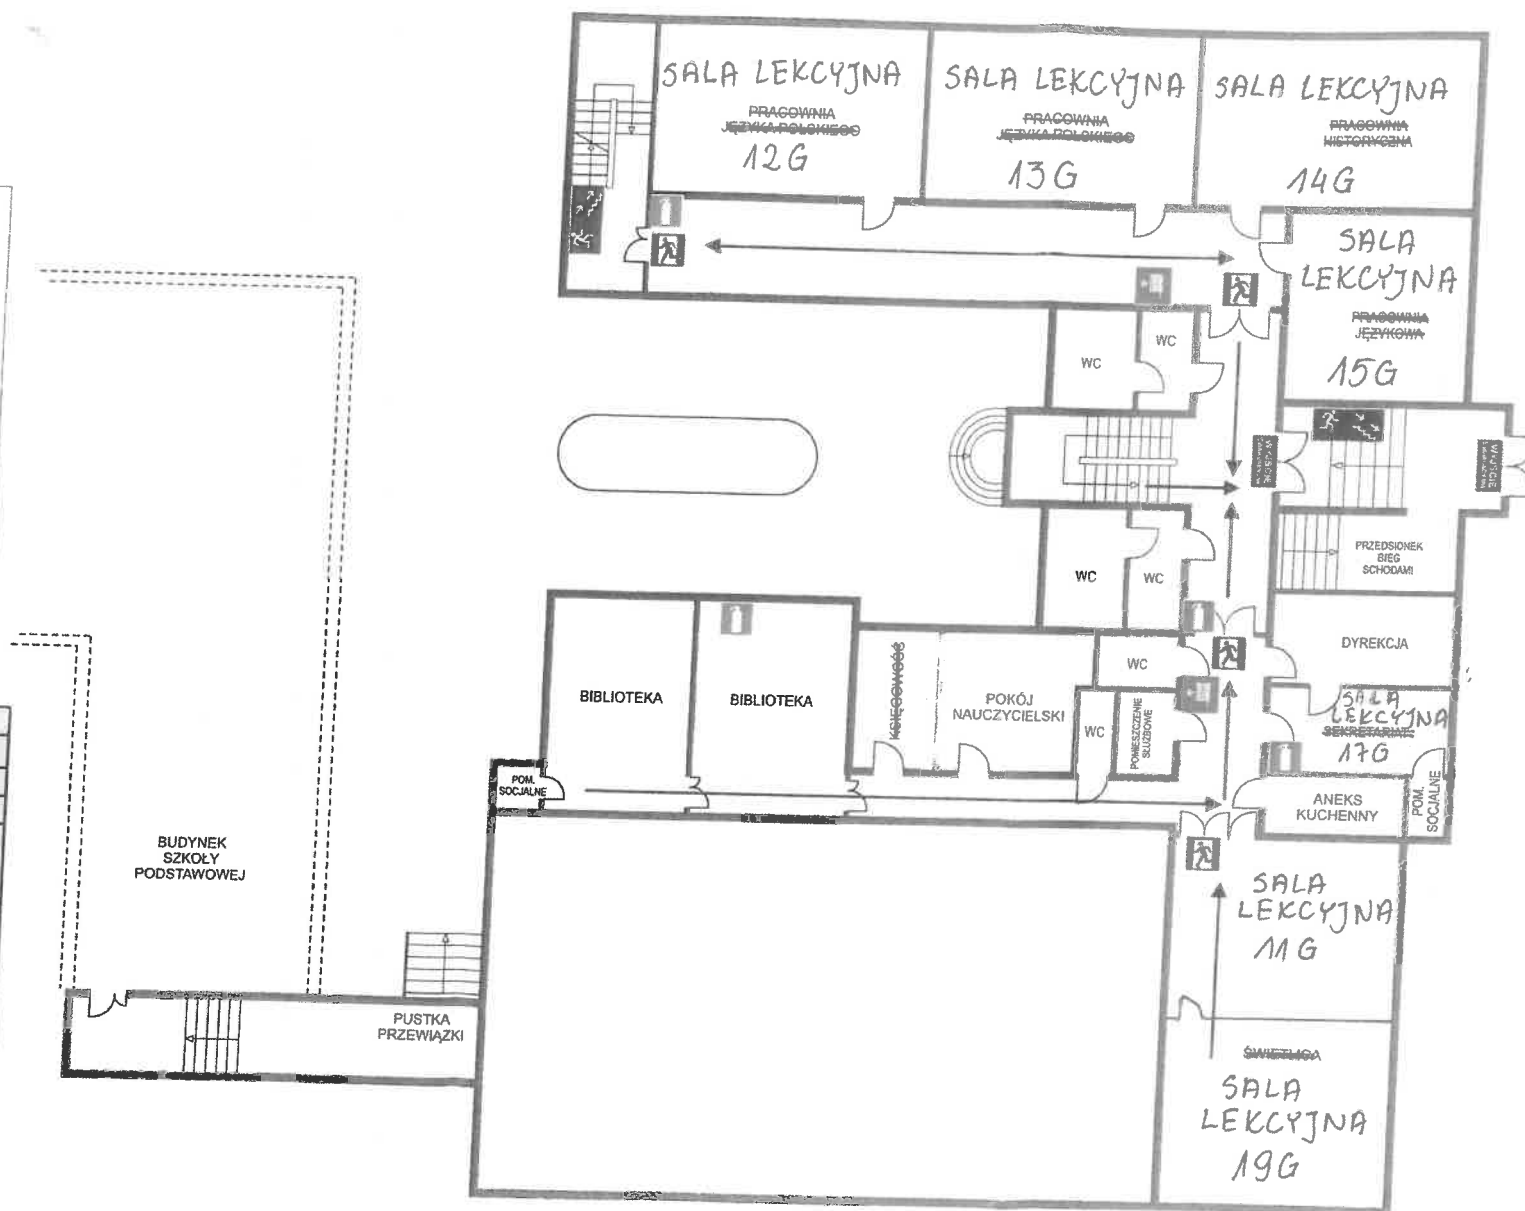 SALA LEKCYJNA
PRACOWNIA
JĘZYKA POLSKIEGO
12G
SALA LEKCYJNA
PRACOWNIA
JĘZYKA POLSKIEGO
13G
SALA LEKCYJNA
PRACOWNIA
HISTORYCZNA
14G
SALA
LEKCYJNA
PRACOWNIA
JĘZYKOWA
15G
WC
WC
WYJŚCIE
WYJŚCIE
PRZEDSIONEK
BIEG
SCHODAMI
WC
WC
DYREKCJA
WC
BIBLIOTEKA
BIBLIOTEKA
KSIĘGOWOŚĆ
POKÓJ
NAUCZYCIELSKI
WC
POMIESZCZENIE
SŁUŻBOWE
SALA
LEKCYJNA
SEKRETARIAT
17G
POM.
SOCJALNE
ANEKS
KUCHENNY
POM.
SOCJALNE
BUDYNEK
SZKOŁY
PODSTAWOWEJ
SALA
LEKCYJNA
11G
PUSTKA
PRZEWIĄZKI
ŚWIETLICA
SALA
LEKCYJNA
19G